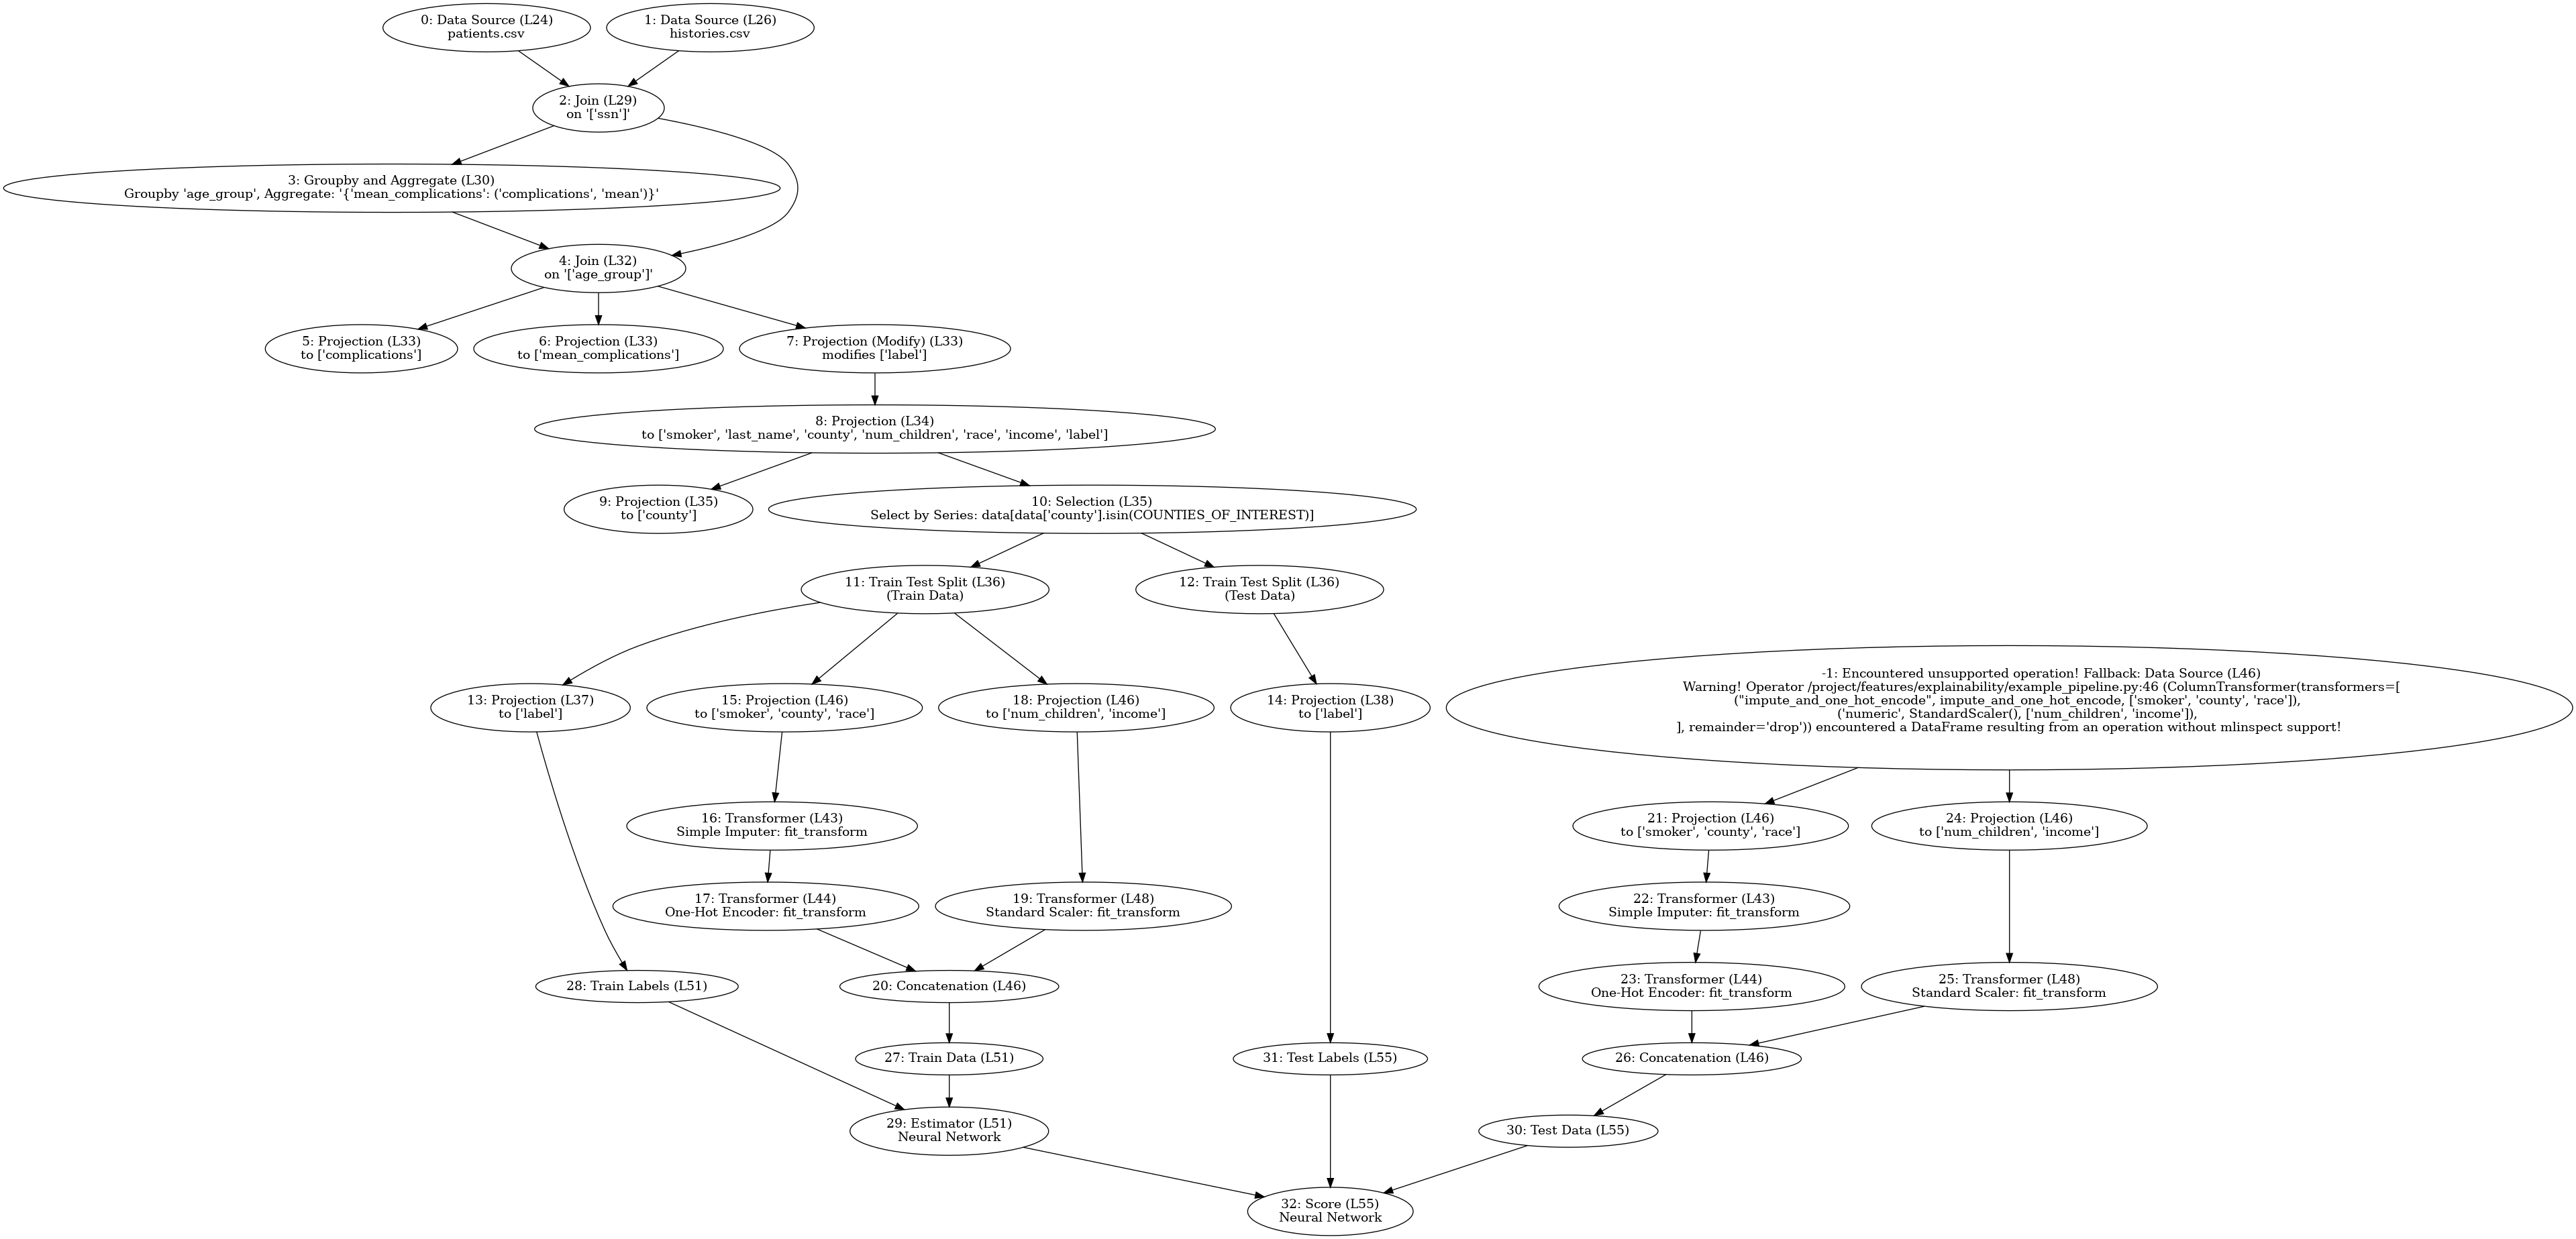 0: Data Source (L24)
patients.csv
1: Data Source (L26)
histories.csv
2: Join (L29)
on '['ssn']'
3: Groupby and Aggregate (L30)
Groupby 'age_group', Aggregate: '{'mean_complications': ('complications', 'mean')}'
4: Join (L32)
on '['age_group']'
5: Projection (L33)
to ['complications']
6: Projection (L33)
to ['mean_complications']
7: Projection (Modify) (L33)
modifies ['label']
8: Projection (L34)
to ['smoker', 'last_name', 'county', 'num_children', 'race', 'income', 'label']
9: Projection (L35)
to ['county']
10: Selection (L35)
Select by Series: data[data['county'].isin(COUNTIES_OF_INTEREST)]
11: Train Test Split (L36)
(Train Data)
12: Train Test Split (L36)
(Test Data)
13: Projection (L37)
to ['label']
15: Projection (L46)
to ['smoker', 'county', 'race']
18: Projection (L46)
to ['num_children', 'income']
14: Projection (L38)
to ['label']
-1: Encountered unsupported operation! Fallback: Data Source (L46)
Warning! Operator /project/features/explainability/example_pipeline.py:46 (ColumnTransformer(transformers=[
("impute_and_one_hot_encode", impute_and_one_hot_encode, ['smoker', 'county', 'race']),
('numeric', StandardScaler(), ['num_children', 'income']),
], remainder='drop')) encountered a DataFrame resulting from an operation without mlinspect support!
16: Transformer (L43)
Simple Imputer: fit_transform
21: Projection (L46)
to ['smoker', 'county', 'race']
24: Projection (L46)
to ['num_children', 'income']
17: Transformer (L44)
One-Hot Encoder: fit_transform
19: Transformer (L48)
Standard Scaler: fit_transform
22: Transformer (L43)
Simple Imputer: fit_transform
28: Train Labels (L51)
20: Concatenation (L46)
23: Transformer (L44)
One-Hot Encoder: fit_transform
25: Transformer (L48)
Standard Scaler: fit_transform
27: Train Data (L51)
31: Test Labels (L55)
26: Concatenation (L46)
29: Estimator (L51)
Neural Network
30: Test Data (L55)
32: Score (L55)
Neural Network